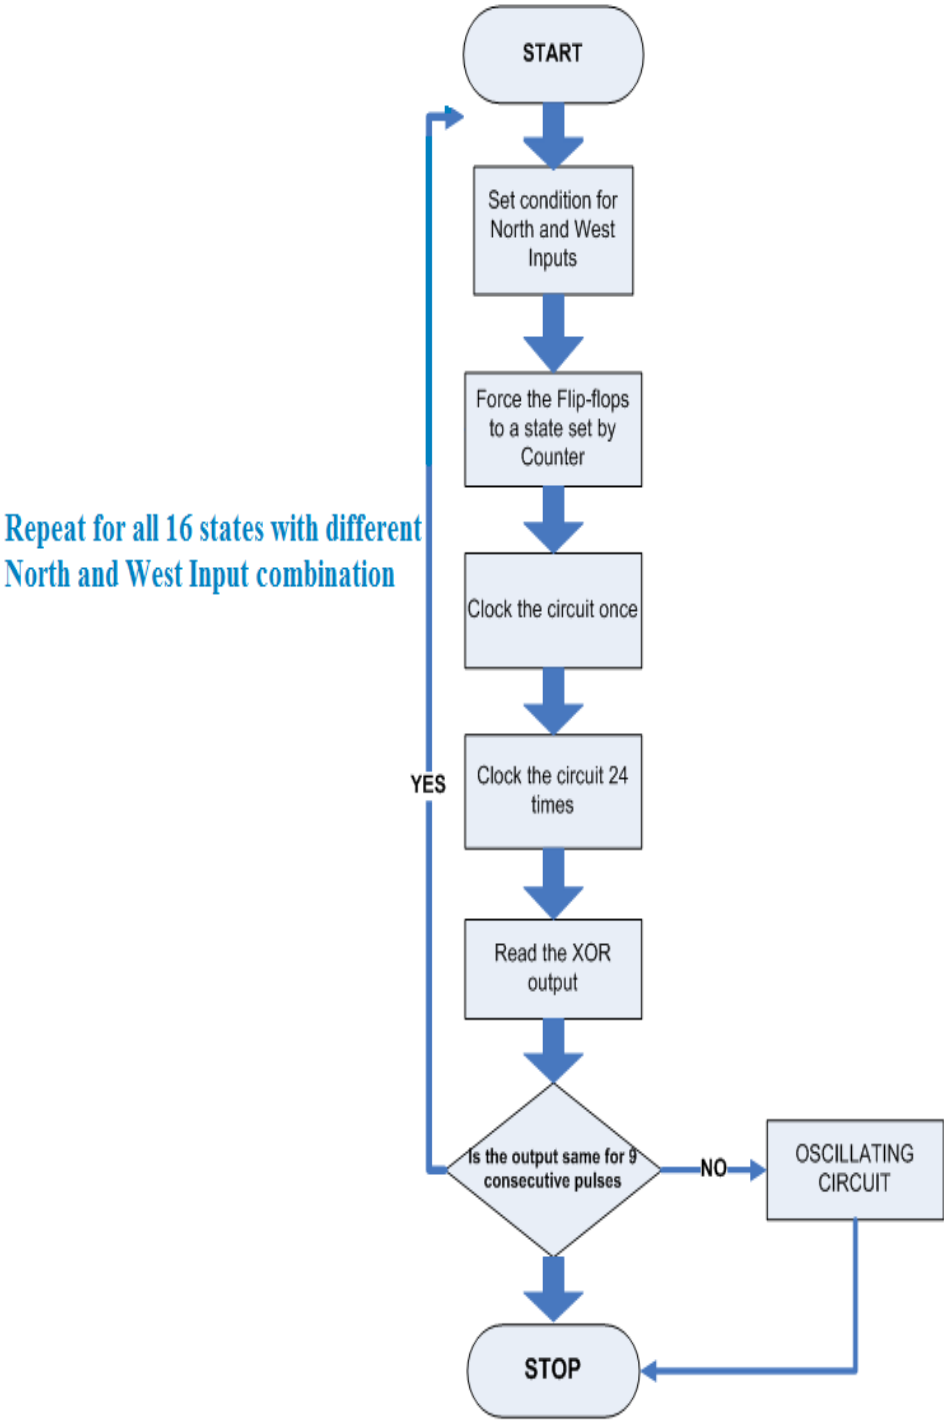 START
Set condition for
North and West
Inputs
Force the Flip-flops
to a state set by
Counter
Repeat for all 16 states with different
North and West Input combination
Clock the circuit once
YES
Clock the circuit 24
times
Read the XOR
output
Is the output same for 9
consecutive pulses
NO
OSCILLATING
CIRCUIT
STOP